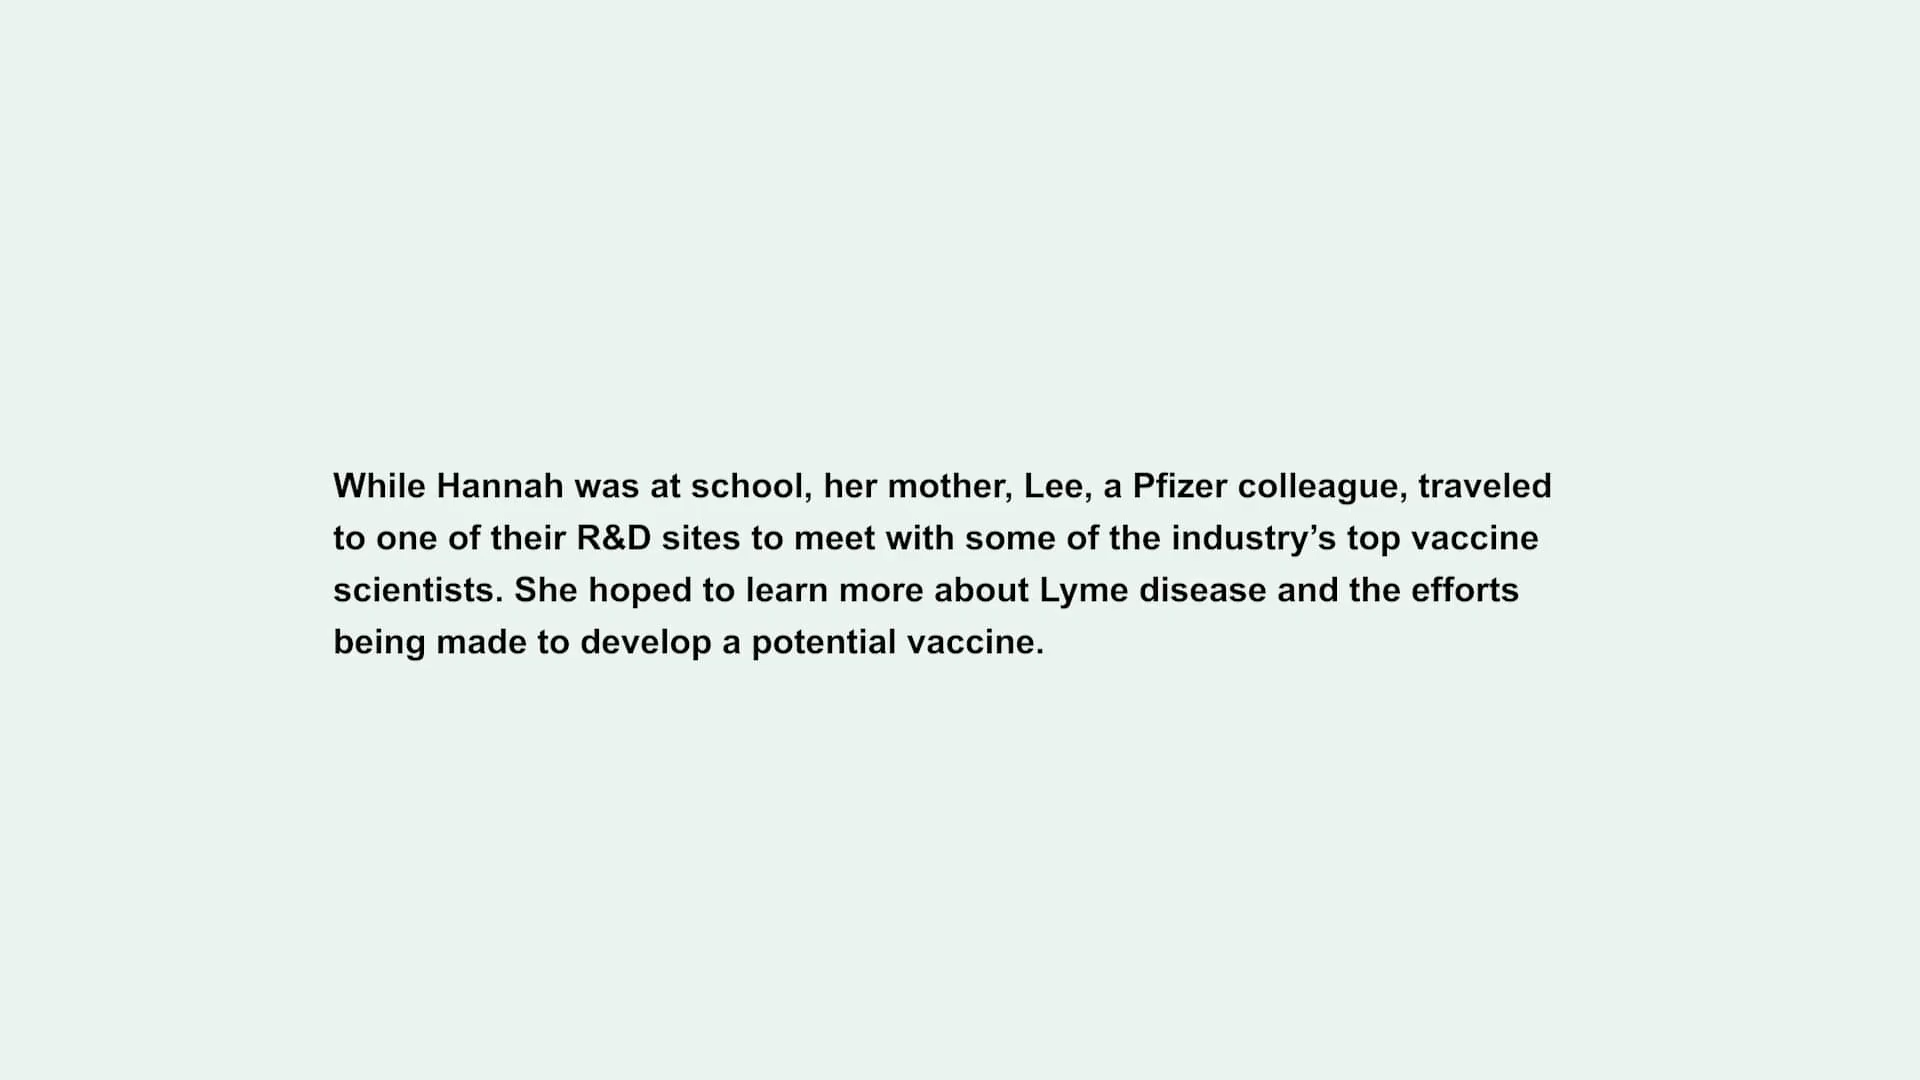 While Hannah was at school, her mother, Lee, a Pfizer colleague, traveled
to one of their R&D sites to meet with some of the industry’s top vaccine
scientists. She hoped to learn more about Lyme disease and the efforts
being made to develop a potential vaccine.